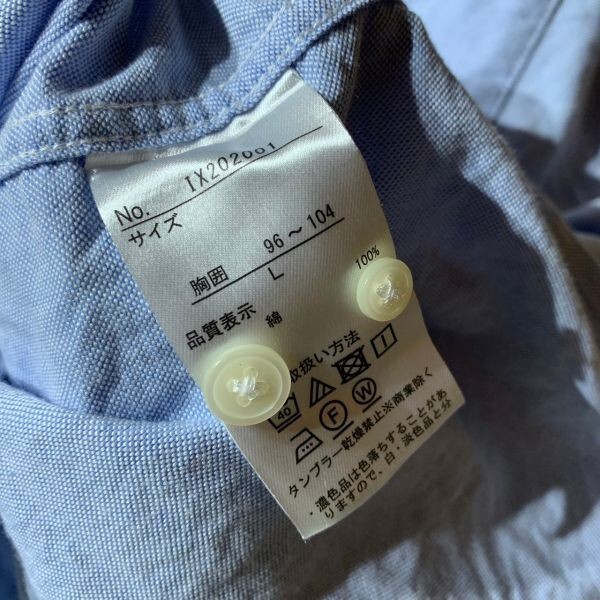 No. IX202001
サイズ
胸囲 96～104
L
品質表示
綿 100%
取扱い方法
40
F W
タンブラー乾燥禁止※商業除く
・濃色品は色落ちすることがあ
りますので、白・淡色品と分